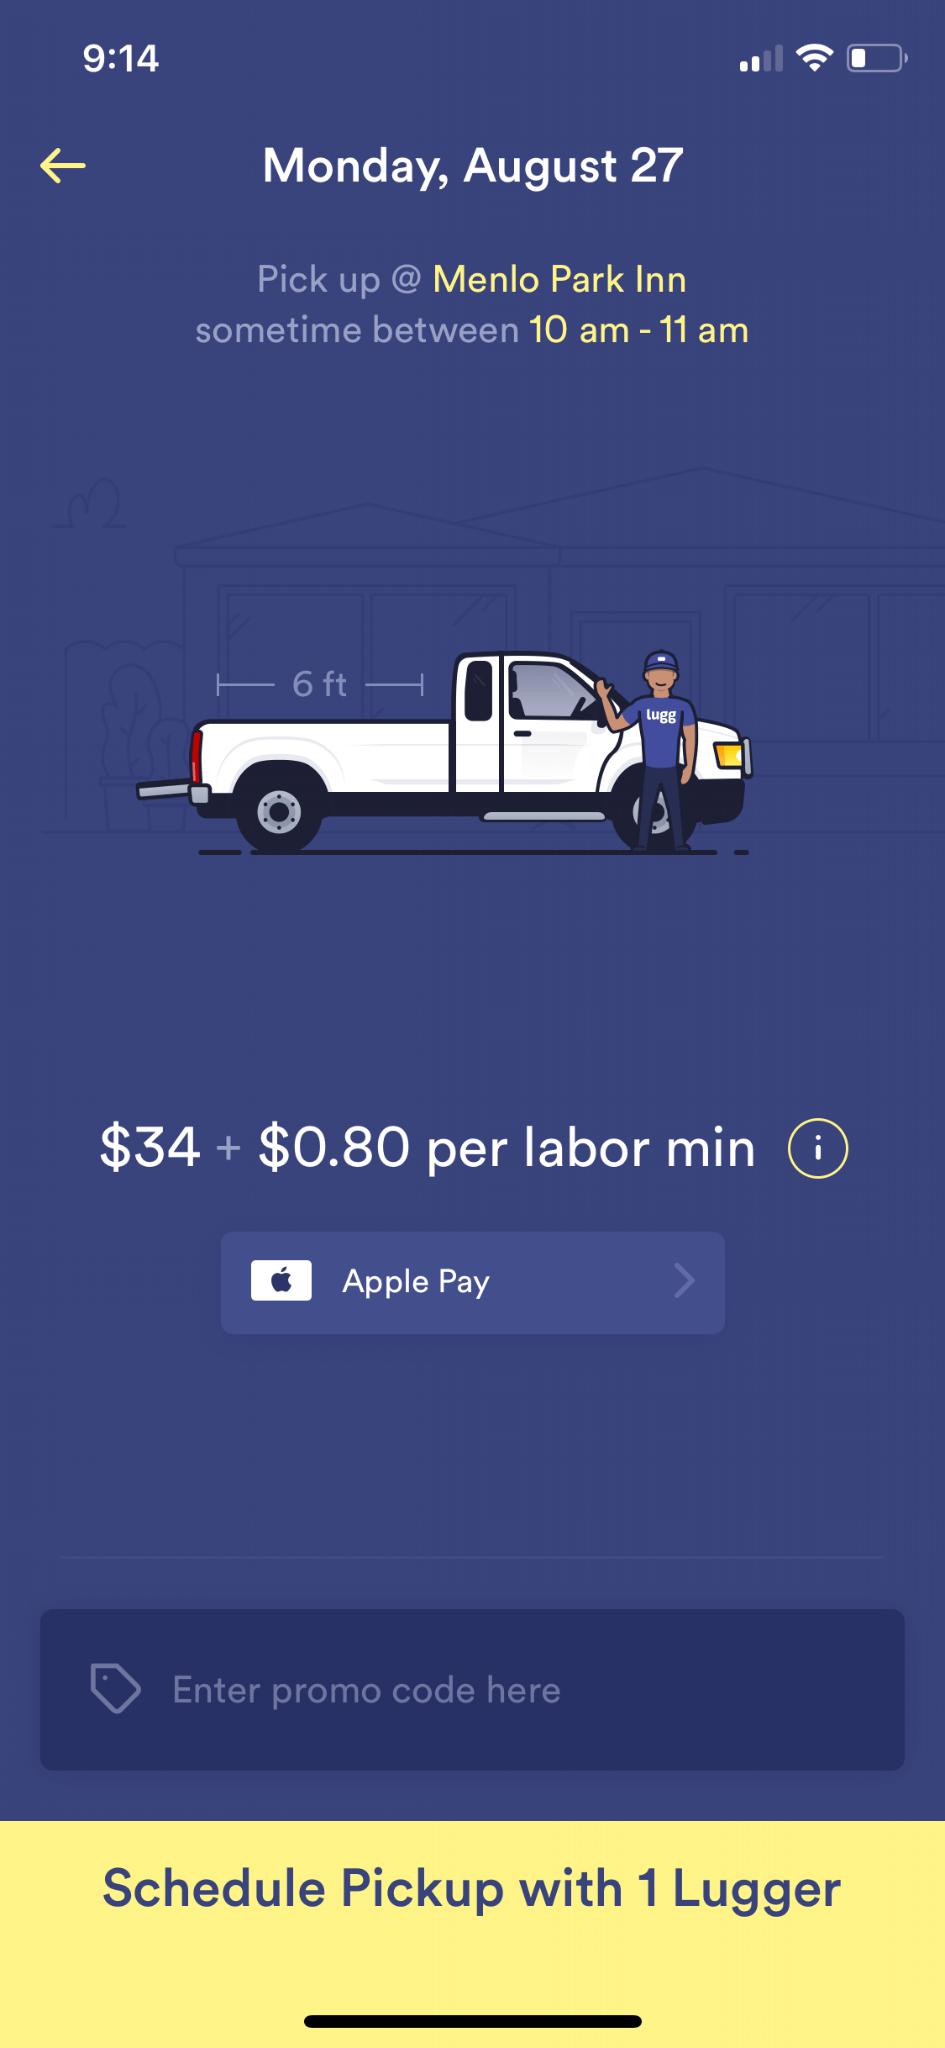 9:14
Monday, August 27
Pick up @ Menlo Park Inn
sometime between 10 am - 11 am
6 ft
lugg
$34 + $0.80 per labor min
Apple Pay
Enter promo code here
Schedule Pickup with 1 Lugger